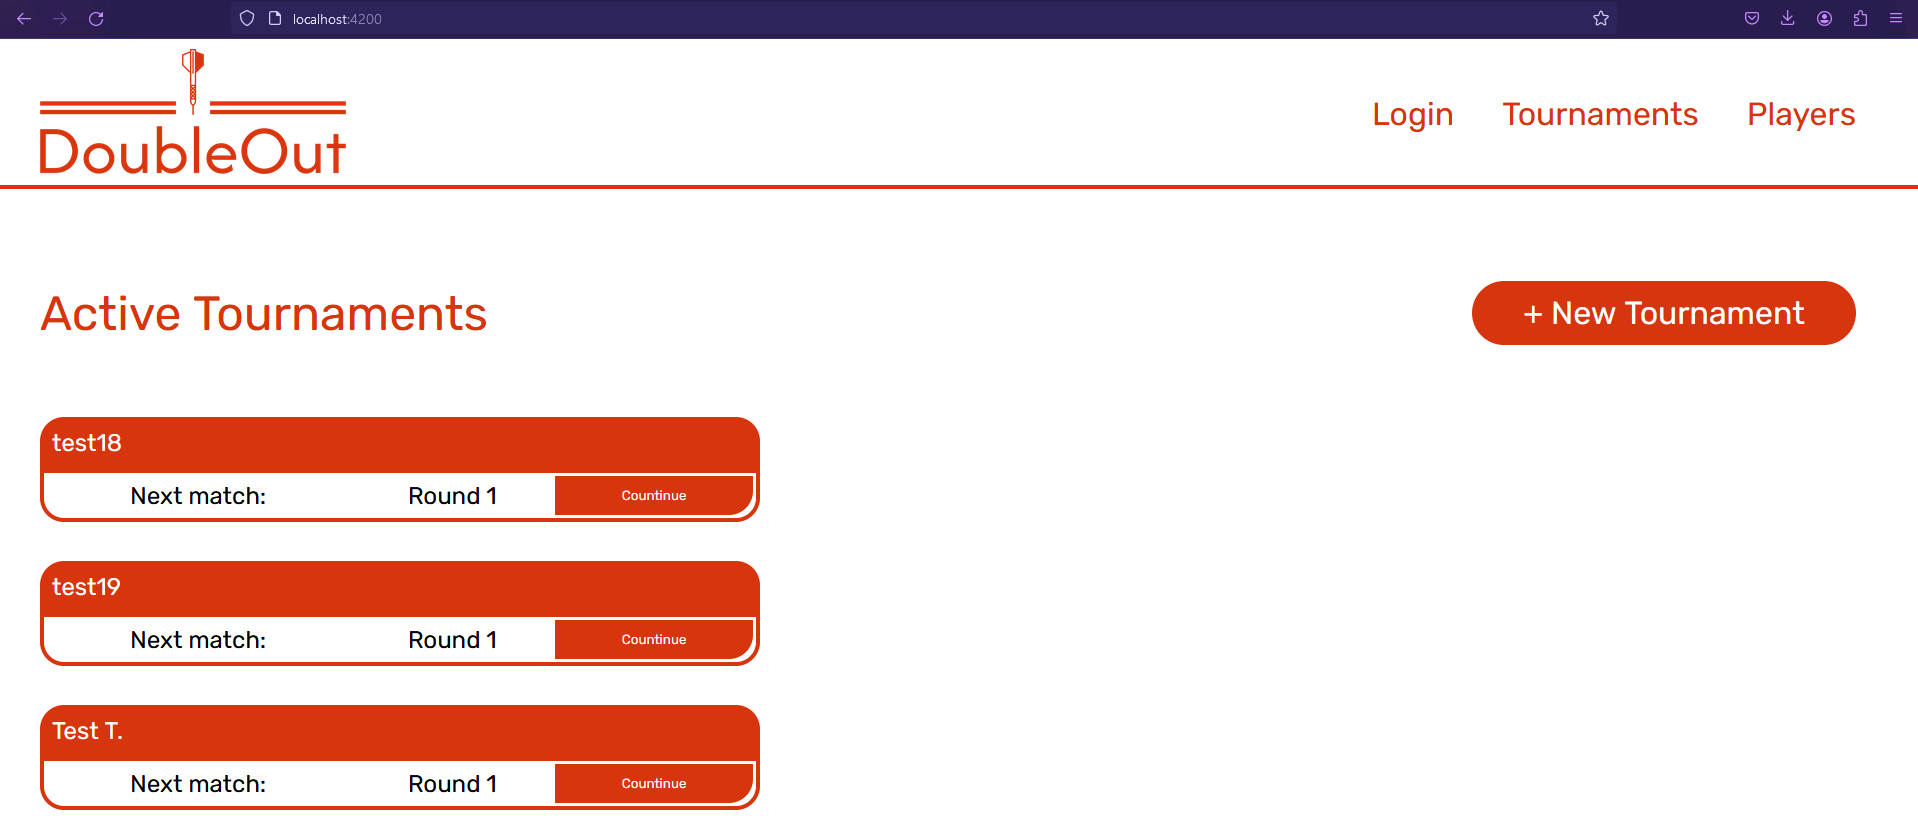 localhost:4200
DoubleOut
Login Tournaments Players
Active Tournaments
+ New Tournament
test18
Next match: Round 1 Countinue
test19
Next match: Round 1 Countinue
Test T.
Next match: Round 1 Countinue